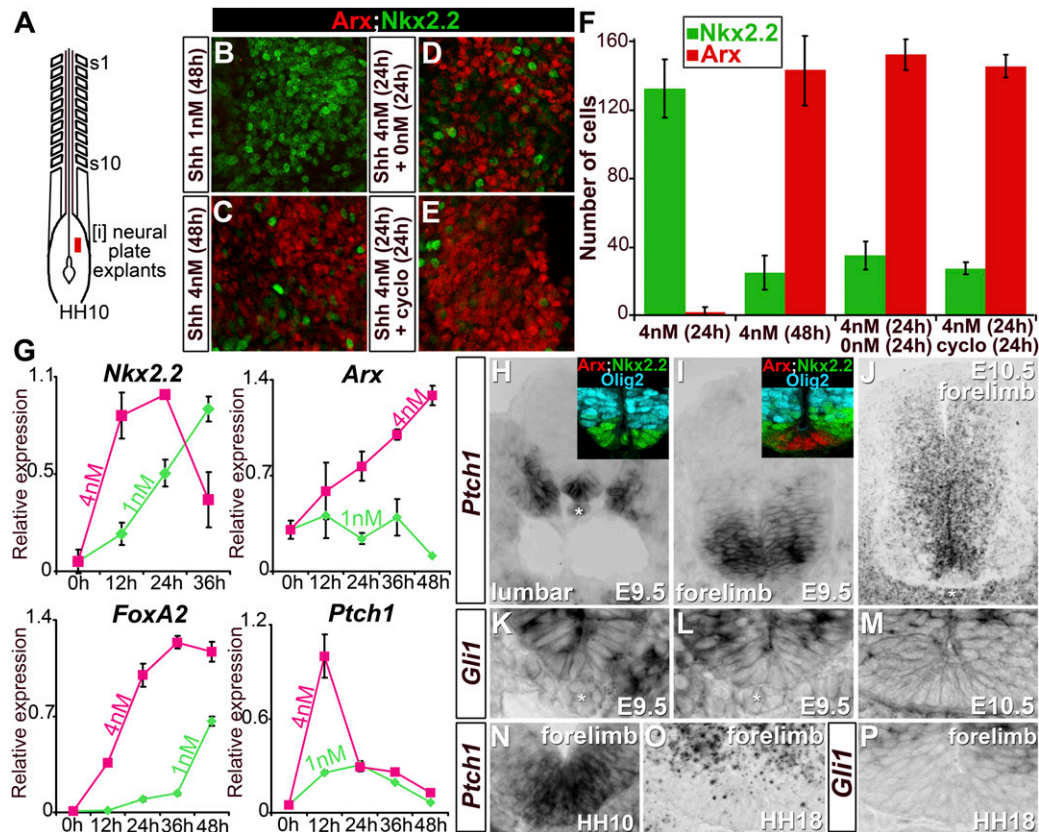 A
s1
s10
[i] neural
plate
explants
HH10
Arx;Nkx2.2
Shh 1nM (48h)
B
Shh 4nM (24h)
+ 0nM (24h)
D
Shh 4nM (48h)
C
Shh 4nM (24h)
+ cyclo (24h)
E
F
Nkx2.2
Arx
Number of cells
160
120
80
40
0
4nM (24h)
4nM (48h)
4nM (24h)
0nM (24h)
4nM (24h)
cyclo (24h)
G
Nkx2.2
Relative expression
1.1
0.5
0
4nM
1nM
0h
12h
24h
36h
Arx
Relative expression
1.4
0.7
0
4nM
1nM
0h
12h
24h
36h
48h
FoxA2
Relative expression
1.4
0.7
0
4nM
1nM
0h
12h
24h
36h
48h
Ptch1
Relative expression
1.2
0.6
0
4nM
1nM
0h
12h
24h
36h
48h
Ptch1
H
Arx;Nkx2.2
Olig2
*
lumbar
E9.5
I
Arx;Nkx2.2
Olig2
forelimb
E9.5
J
E10.5
forelimb
*
Gli1
K
*
E9.5
L
*
E9.5
M
E10.5
Ptch1
N
forelimb
HH10
O
forelimb
HH18
Gli1
P
forelimb
HH18